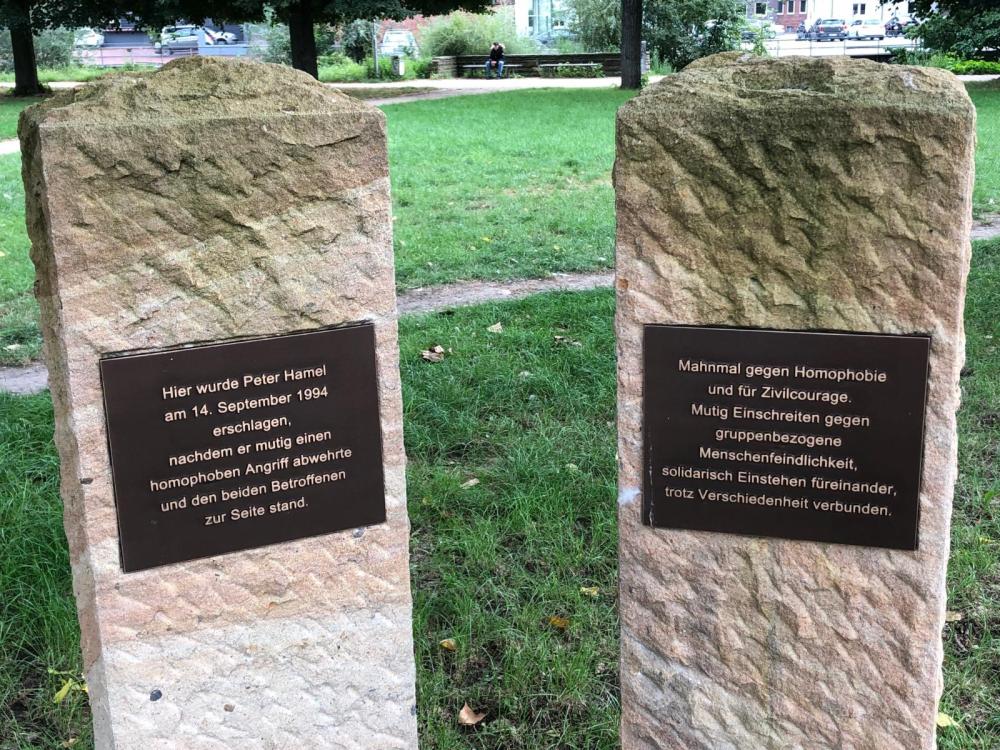 Hier wurde Peter Hamel
am 14. September 1994
erschlagen,
nachdem er mutig einen
homophoben Angriff abwehrte
und den beiden Betroffenen
zur Seite stand.
Mahnmal gegen Homophobie
und für Zivilcourage.
Mutig Einschreiten gegen
gruppenbezogene
Menschenfeindlichkeit,
solidarisch Einstehen füreinander,
trotz Verschiedenheit verbunden.